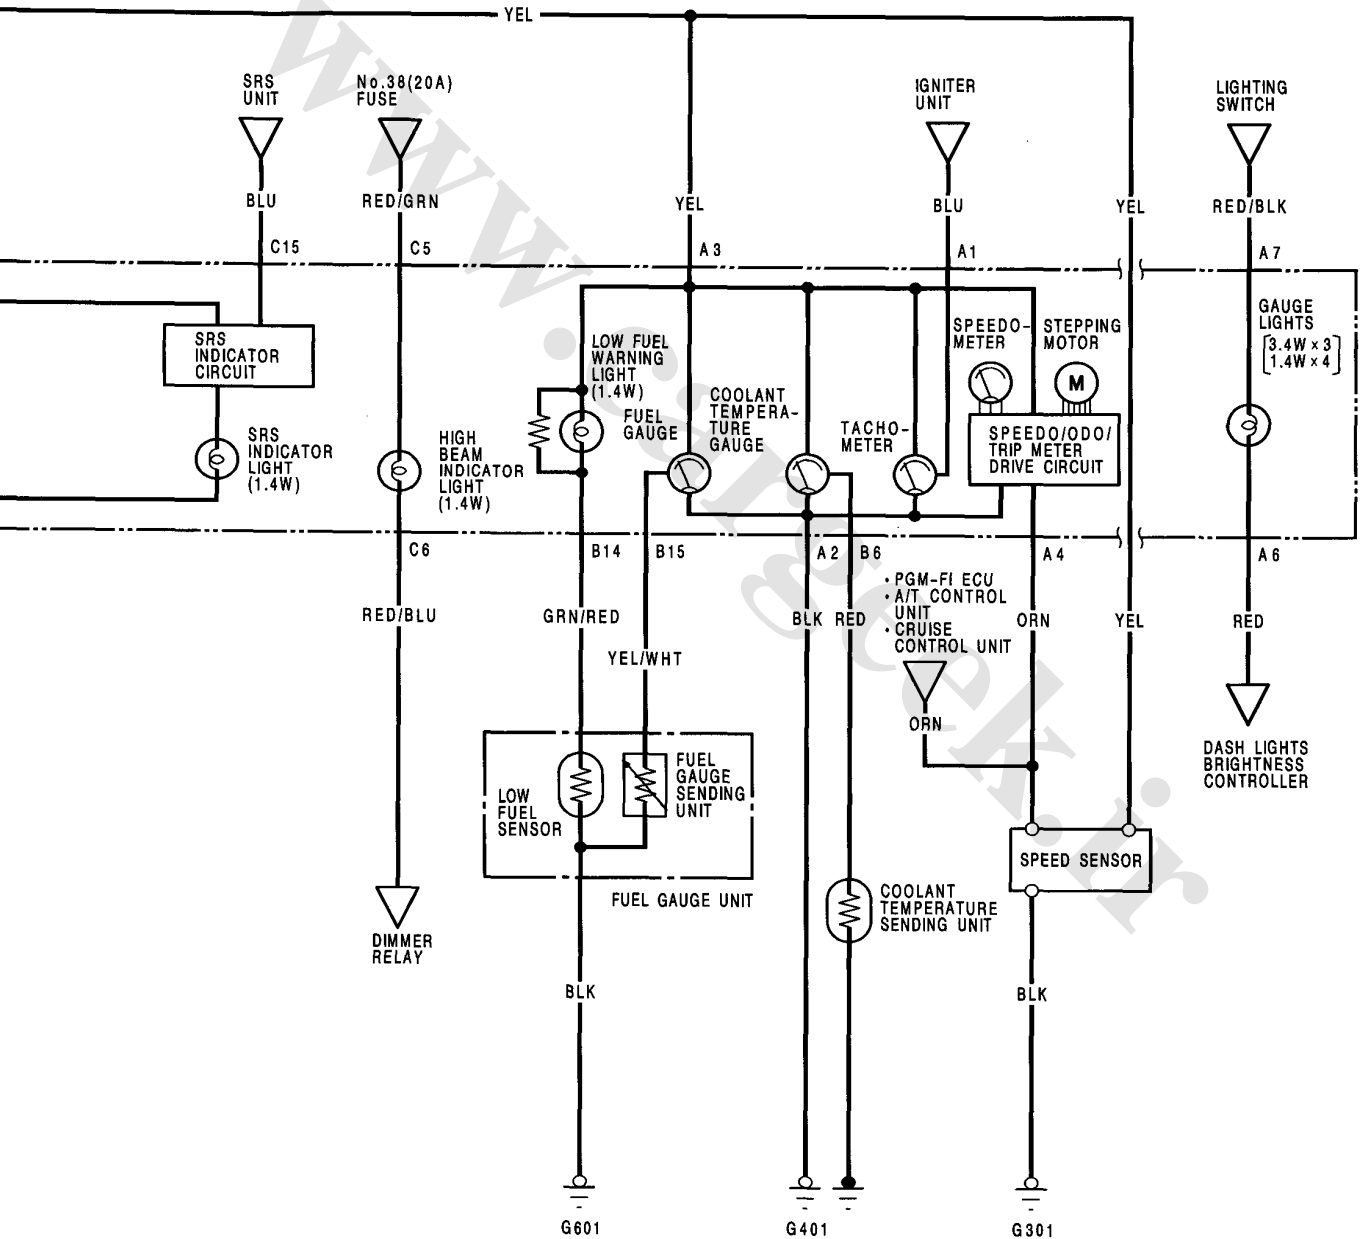 YEL
SRS
UNIT
No.38(20A)
FUSE
IGNITER
UNIT
LIGHTING
SWITCH
BLU
RED/GRN
YEL
BLU
YEL
RED/BLK
C15
C5
A3
A1
A7
SRS
INDICATOR
CIRCUIT
LOW FUEL
WARNING
LIGHT
(1.4W)
FUEL
GAUGE
COOLANT
TEMPERA-
TURE
GAUGE
TACHO-
METER
SPEEDO-
METER
STEPPING
MOTOR
M
SPEEDO/ODO/
TRIP METER
DRIVE CIRCUIT
GAUGE
LIGHTS
[3.4W × 3
1.4W × 4]
SRS
INDICATOR
LIGHT
(1.4W)
HIGH
BEAM
INDICATOR
LIGHT
(1.4W)
C6
B14
B15
A2
B6
A4
A6
• PGM-FI ECU
• A/T CONTROL
UNIT
• CRUISE
CONTROL UNIT
RED/BLU
GRN/RED
YEL/WHT
BLK
RED
ORN
YEL
RED
ORN
LOW
FUEL
SENSOR
FUEL
GAUGE
SENDING
UNIT
FUEL GAUGE UNIT
DASH LIGHTS
BRIGHTNESS
CONTROLLER
SPEED SENSOR
COOLANT
TEMPERATURE
SENDING UNIT
DIMMER
RELAY
BLK
BLK
G601
G401
G301
www.cargeek.ir